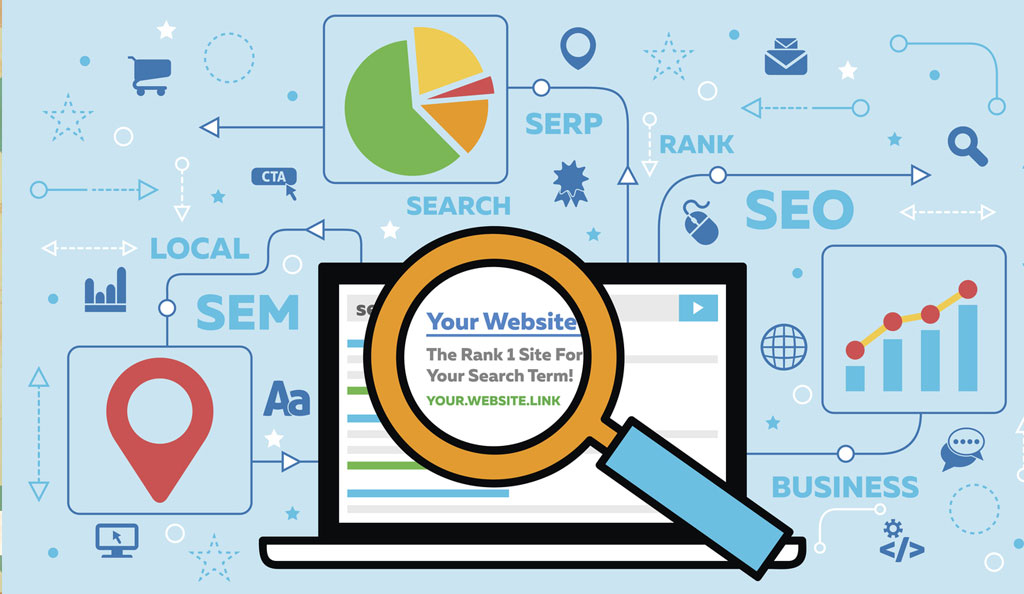 SERP
RANK
CTA
SEARCH
SEO
LOCAL
SEM
se
Your Website
The Rank 1 Site For
Your Search Term!
YOUR.WEBSITE.LINK
Aa
BUSINESS
</>